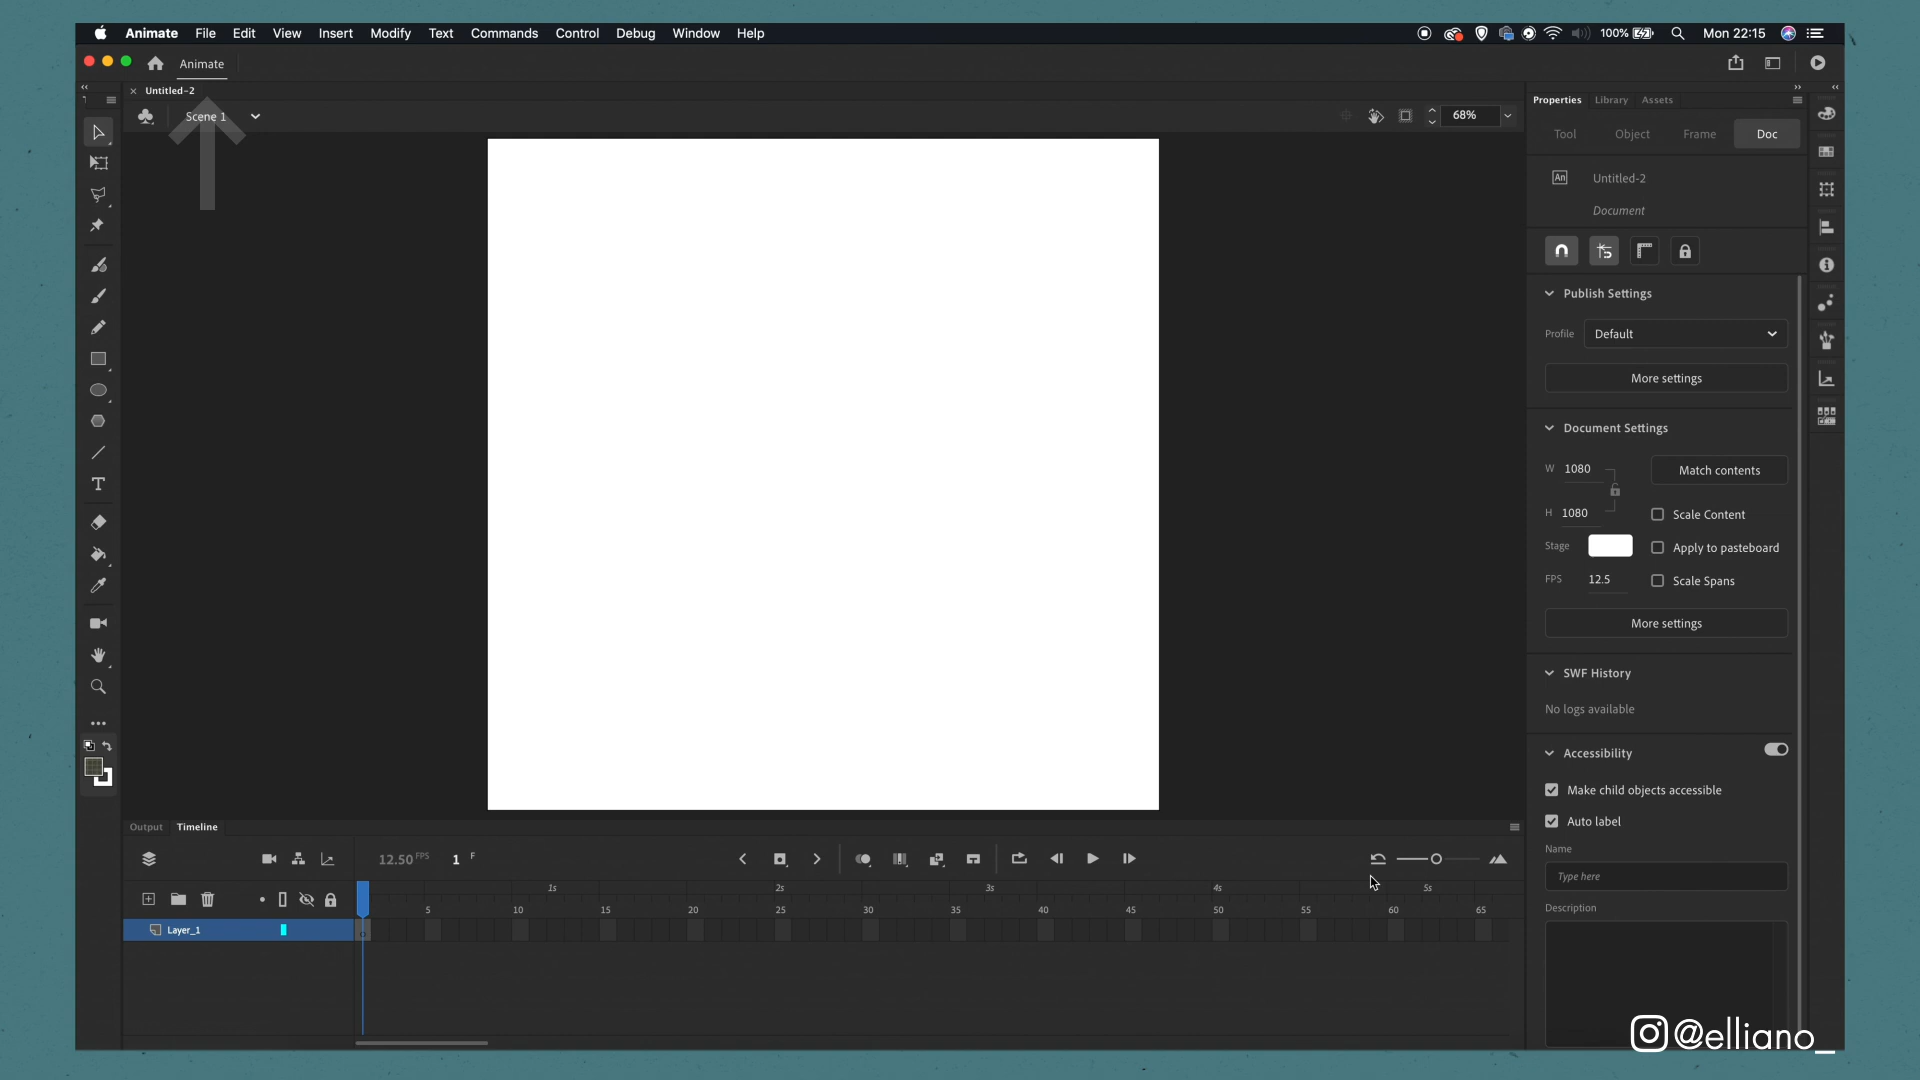 Animate File Edit View Insert Modify Text Commands Control Debug Window Help 100% Mon 22:15
Animate
Untitled-2
Scene 1 68%
Properties Library Assets
Tool Object Frame Doc
An Untitled-2
Document
Publish Settings
Profile Default
More settings
Document Settings
W 1080 Match contents
H 1080 Scale Content
Stage Apply to pasteboard
FPS 12.5 Scale Spans
More settings
SWF History
No logs available
Accessibility
Make child objects accessible
Auto label
Name
Type here
Description
Output Timeline
12.50 FPS 1 F
1s 2s 3s 4s 5s
5 10 15 20 25 30 35 40 45 50 55 60 65
Layer_1
@elliano_